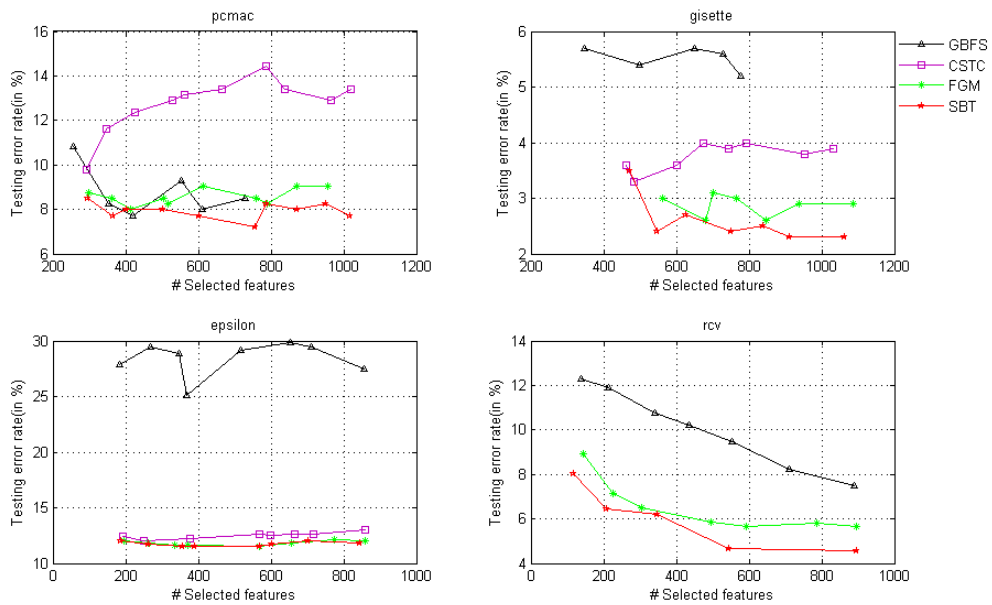 pcmac
16
14
12
10
8
6
200 400 600 800 1000 1200
Testing error rate(in %)
# Selected features
gisette
6
5
4
3
2
200 400 600 800 1000 1200
Testing error rate(in %)
# Selected features
GBFS
CSTC
FGM
SBT
epsilon
30
25
20
15
10
0 200 400 600 800 1000
Testing error rate(in %)
# Selected features
rcv
14
12
10
8
6
4
0 200 400 600 800 1000
Testing error rate(in %)
# Selected features